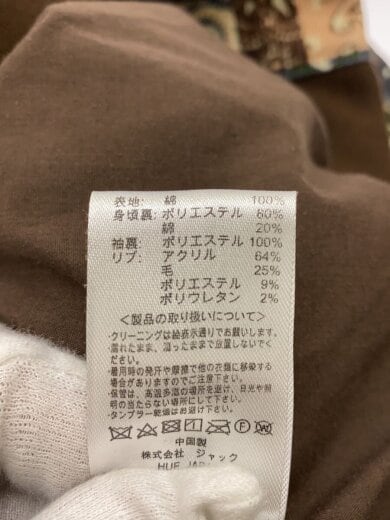 表地: 綿 100%
身頃裏: ポリエステル 80%
綿 20%
袖裏: ポリエステル 100%
リブ: アクリル 64%
毛 25%
ポリエステル 9%
ポリウレタン 2%
<製品の取り扱いについて>
・クリーニングは絵表示通りでお願いします。
・濡れたまま、湿ったままで放置しないでく
ださい。
・着用時の発汗や摩擦で他の衣類に移染する
場合がありますのでご注意下さい。
・保管は、高温多湿の場所を避け、日光や照
明の当たらない場所にして下さい。
・タンブラー乾燥はお避け下さい。
中国製
株式会社 ジャック
HUF